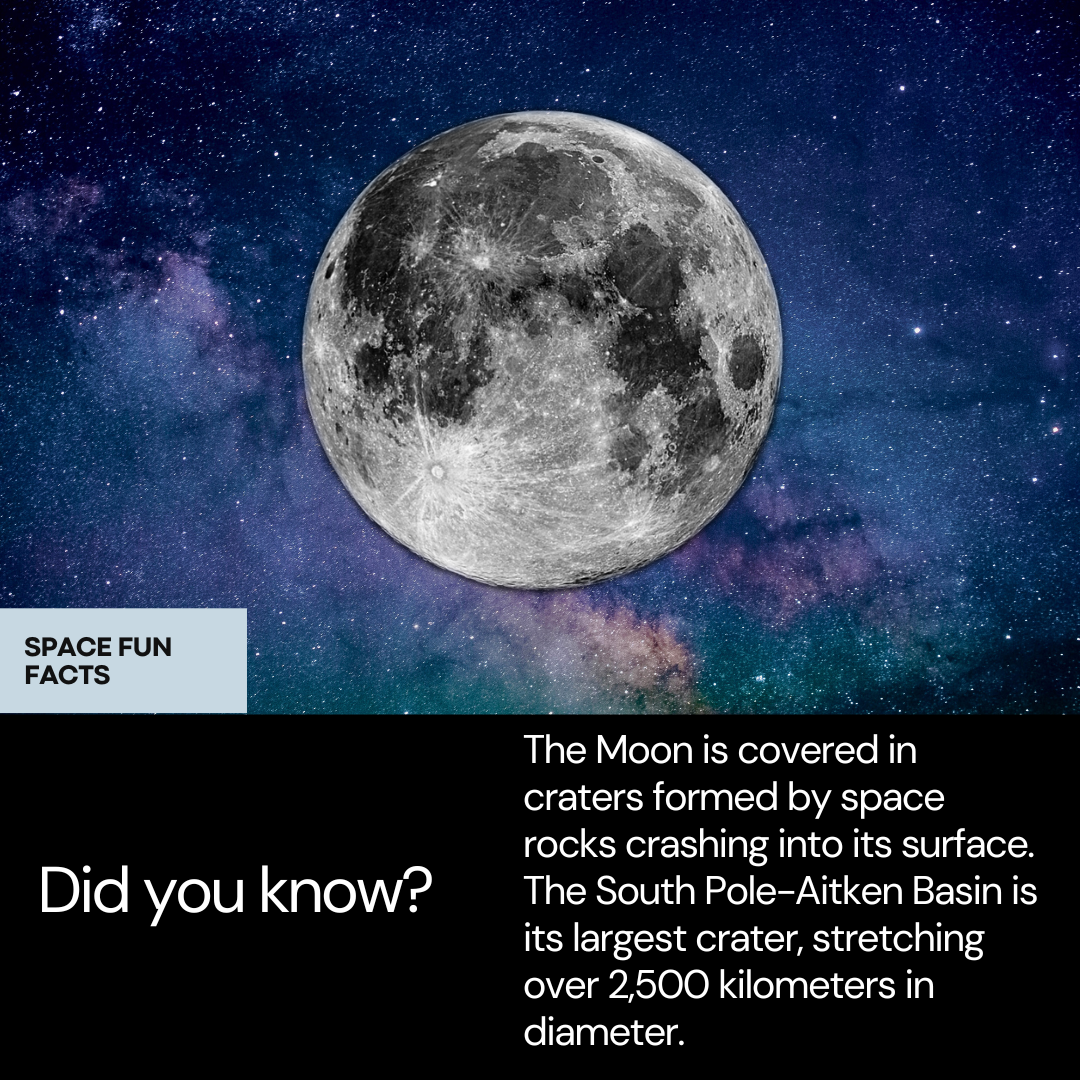 SPACE FUN
FACTS
Did you know?
The Moon is covered in
craters formed by space
rocks crashing into its surface.
The South Pole–Aitken Basin is
its largest crater, stretching
over 2,500 kilometers in
diameter.